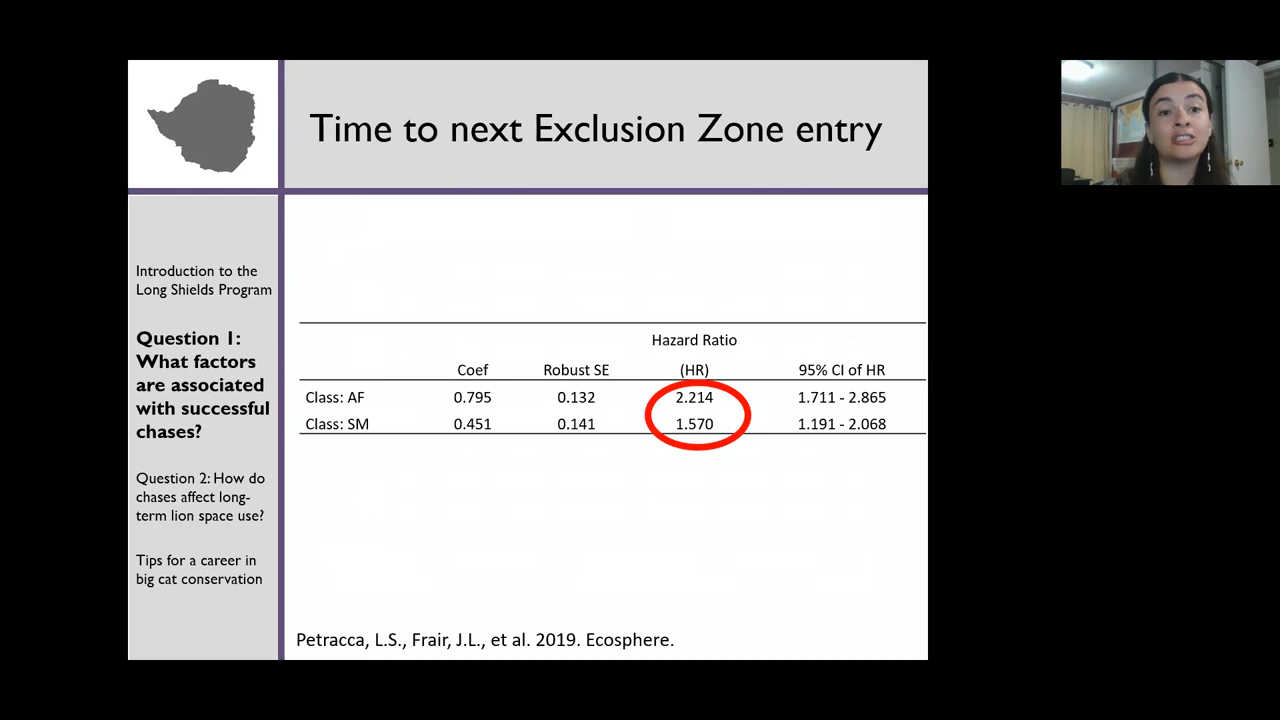 Time to next Exclusion Zone entry
Introduction to the
Long Shields Program
Question 1:
What factors
are associated
with successful
chases?
Question 2: How do
chases affect long-
term lion space use?
Tips for a career in
big cat conservation
Hazard Ratio
Coef Robust SE (HR) 95% CI of HR
Class: AF 0.795 0.132 2.214 1.711 - 2.865
Class: SM 0.451 0.141 1.570 1.191 - 2.068
Petracca, L.S., Frair, J.L., et al. 2019. Ecosphere.